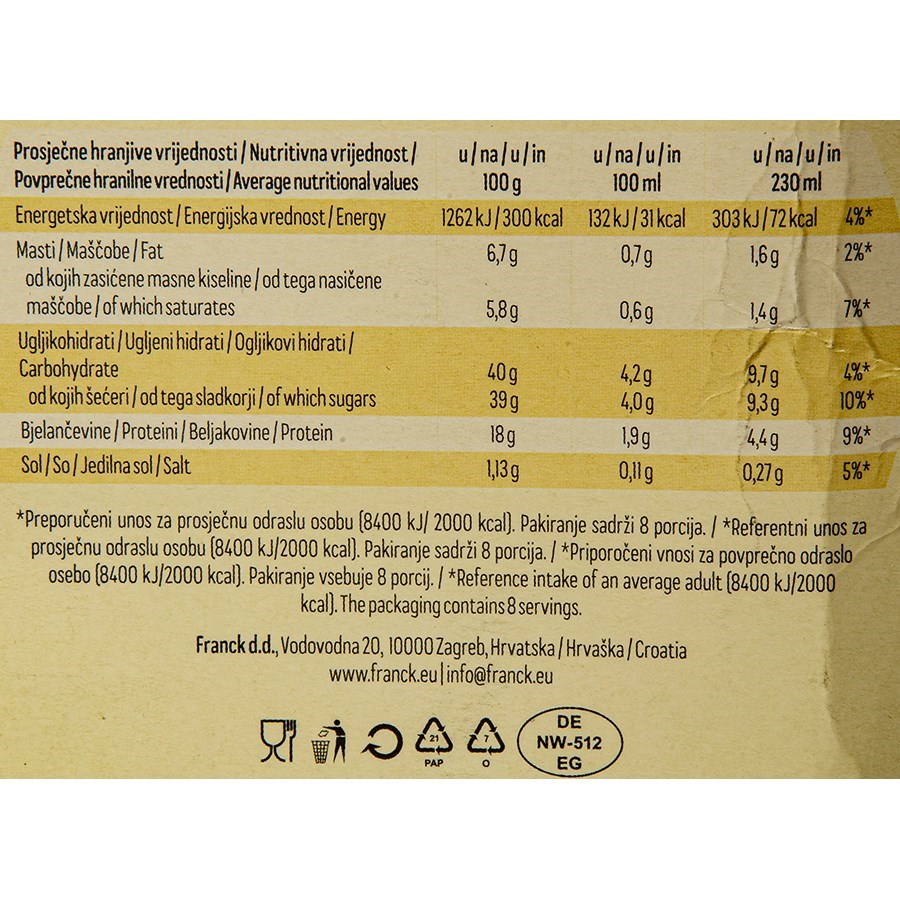 Prosječne hranjive vrijednosti / Nutritivna vrijednost / u / na / u / in u / na / u / in u / na / u / in
Povprečne hranilne vrednosti / Average nutritional values 100 g 100 ml 230 ml
Energetska vrijednost / Energijska vrednost / Energy 1262 kJ / 300 kcal 132 kJ / 31 kcal 303 kJ / 72 kcal 4%*
Masti / Maščobe / Fat 6,7 g 0,7 g 1,6 g 2%*
od kojih zasićene masne kiseline / od tega nasičene
maščobe / of which saturates 5,8 g 0,6 g 1,4 g 7%*
Ugljikohidrati / Ugljeni hidrati / Ogljikovi hidrati /
Carbohydrate 40 g 4,2 g 9,7 g 4%*
od kojih šećeri / od tega sladkorji / of which sugars 39 g 4,0 g 9,3 g 10%*
Bjelančevine / Proteini / Beljakovine / Protein 18 g 1,9 g 4,4 g 9%*
Sol / So / Jedilna sol / Salt 1,13 g 0,11 g 0,27 g 5%*
*Preporučeni unos za prosječnu odraslu osobu (8400 kJ/ 2000 kcal). Pakiranje sadrži 8 porcija. / *Referentni unos za
prosječnu odraslu osobu (8400 kJ/2000 kcal). Pakiranje sadrži 8 porcija. / *Priporočeni vnosi za povprečno odraslo
osebo (8400 kJ/2000 kcal). Pakiranje vsebuje 8 porcij. / *Reference intake of an average adult (8400 kJ/2000
kcal). The packaging contains 8 servings.
Franck d.d., Vodovodna 20, 10000 Zagreb, Hrvatska / Hrvaška / Croatia
www.franck.eu | info@franck.eu
21 7 DE
PAP O NW-512
EG